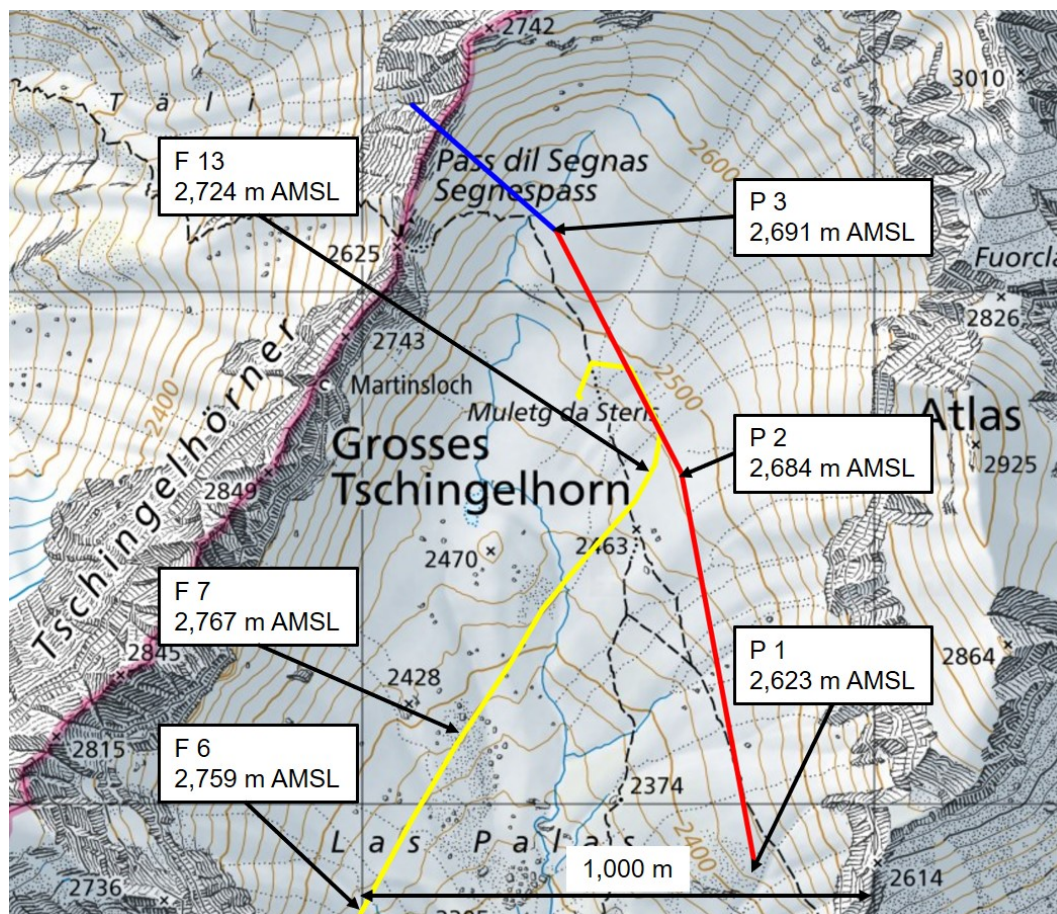 2742
3010
T ä l i
F 13
2,724 m AMSL
Pass dil Segnas
Segnespass
2600
P 3
2,691 m AMSL
2625
Fuorcla
2826
2743
Martinsloch
2400
2500
Muletg da Steris
Atlas
Grosses
Tschingelhorn
P 2
2,684 m AMSL
2925
Tschingelhörner
2849
2463
2470
F 7
2,767 m AMSL
P 1
2,623 m AMSL
2864
2845
2428
F 6
2,759 m AMSL
2815
2374
2400
Las Palas
1,000 m
2614
2736